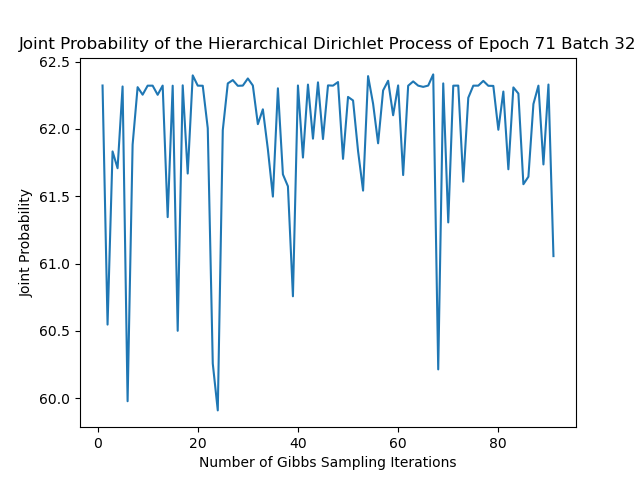 Joint Probability of the Hierarchical Dirichlet Process of Epoch 71 Batch 32
62.5
62.0
61.5
61.0
60.5
60.0
Joint Probability
0 20 40 60 80
Number of Gibbs Sampling Iterations